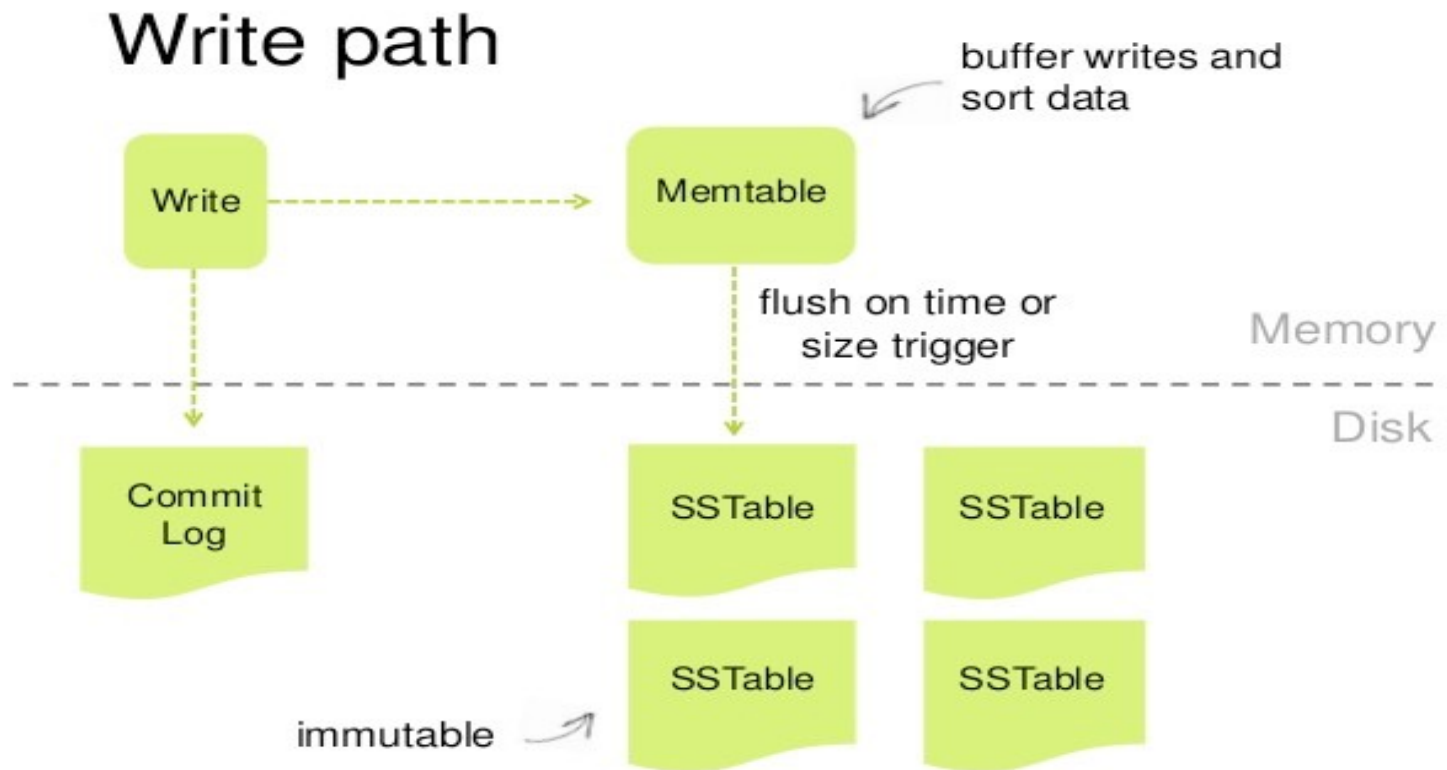 Write path
buffer writes and
sort data
Write
Memtable
flush on time or
size trigger
Memory
Disk
Commit
Log
SSTable
SSTable
SSTable
SSTable
immutable